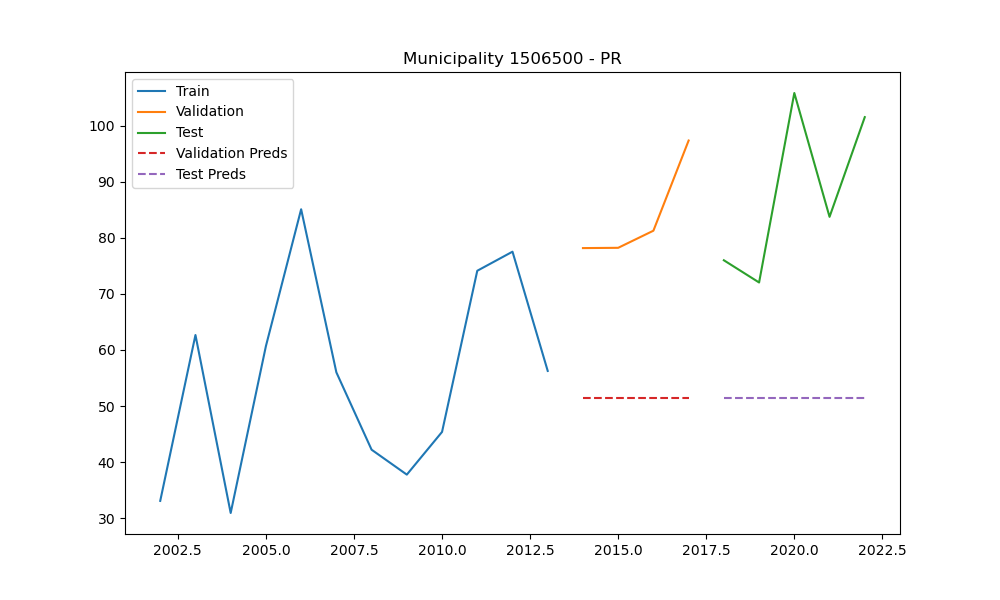 Municipality 1506500 - PR
Train
Validation
Test
Validation Preds
Test Preds
100
90
80
70
60
50
40
30
2002.5 2005.0 2007.5 2010.0 2012.5 2015.0 2017.5 2020.0 2022.5